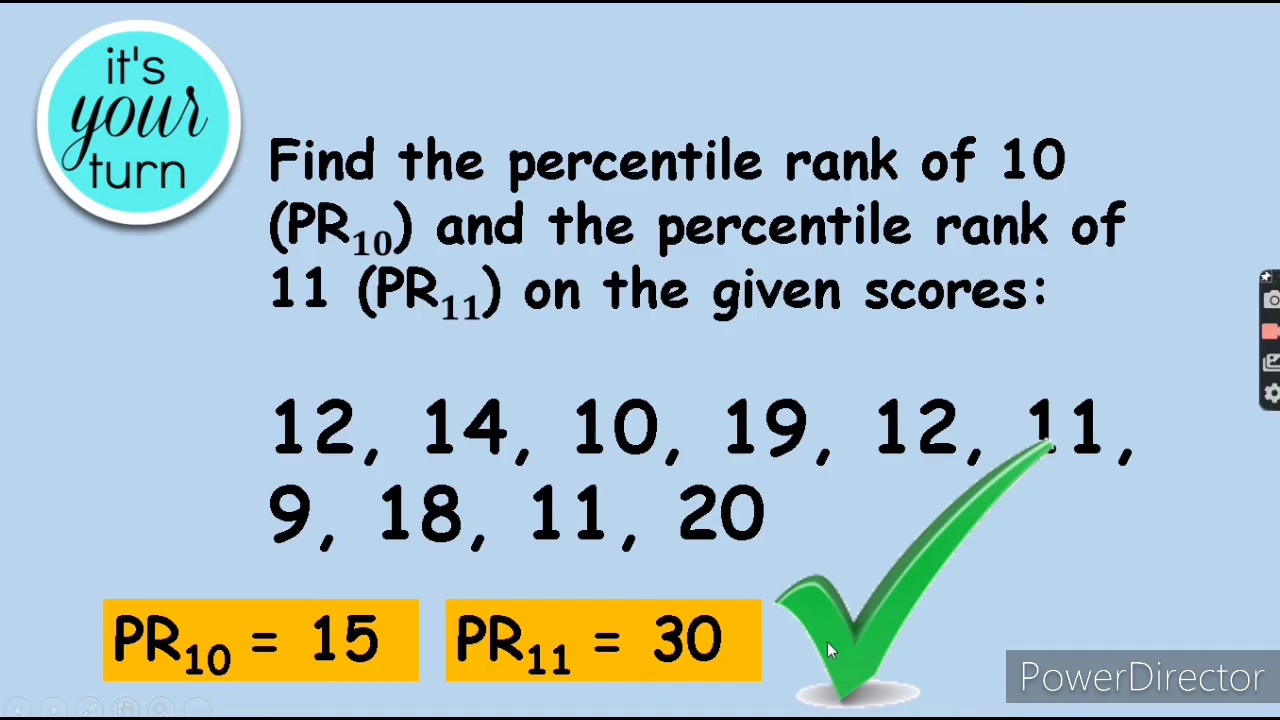 it's
your
turn
Find the percentile rank of 10
(PR₁₀) and the percentile rank of
11 (PR₁₁) on the given scores:
12, 14, 10, 19, 12, 11,
9, 18, 11, 20
PR₁₀ = 15
PR₁₁ = 30
PowerDirector